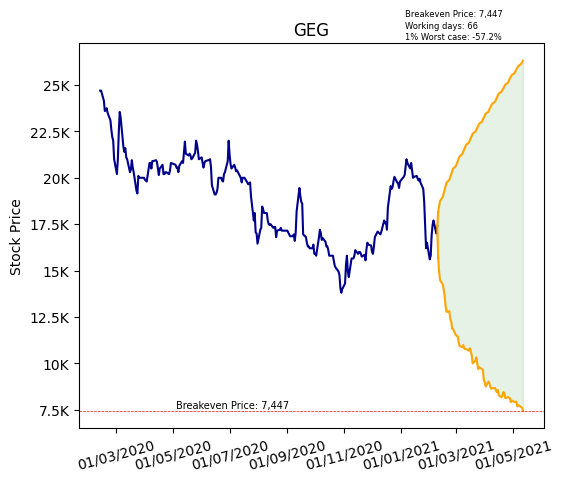 Breakeven Price: 7,447
Working days: 66
1% Worst case: -57.2%
GEG
Stock Price
25K
22.5K
20K
17.5K
15K
12.5K
10K
7.5K
Breakeven Price: 7,447
01/03/2020
01/05/2020
01/07/2020
01/09/2020
01/11/2020
01/01/2021
01/03/2021
01/05/2021